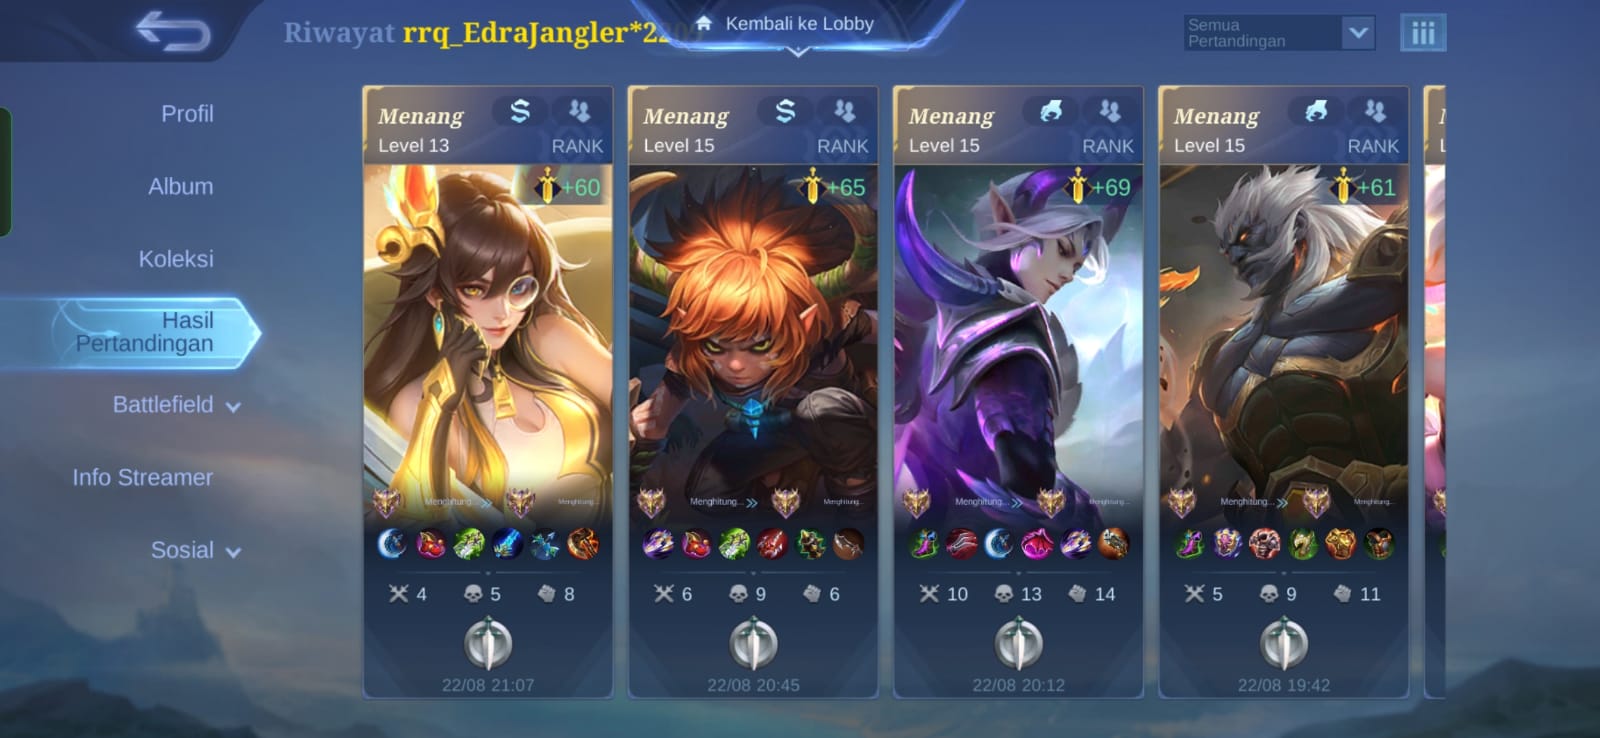 Riwayat rrq_EdraJangler*2
Kembali ke Lobby
Semua
Pertandingan
Profil
Album
Koleksi
Hasil
Pertandingan
Battlefield
Info Streamer
Sosial
Menang
Level 13 RANK
+60
Menghitung... Menghitung...
4 5 8
22/08 21:07
Menang
Level 15 RANK
+65
Menghitung... Menghitung...
6 9 6
22/08 20:45
Menang
Level 15 RANK
+69
Menghitung... Menghitung...
10 13 14
22/08 20:12
Menang
Level 15 RANK
+61
Menghitung... Menghitung...
5 9 11
22/08 19:42